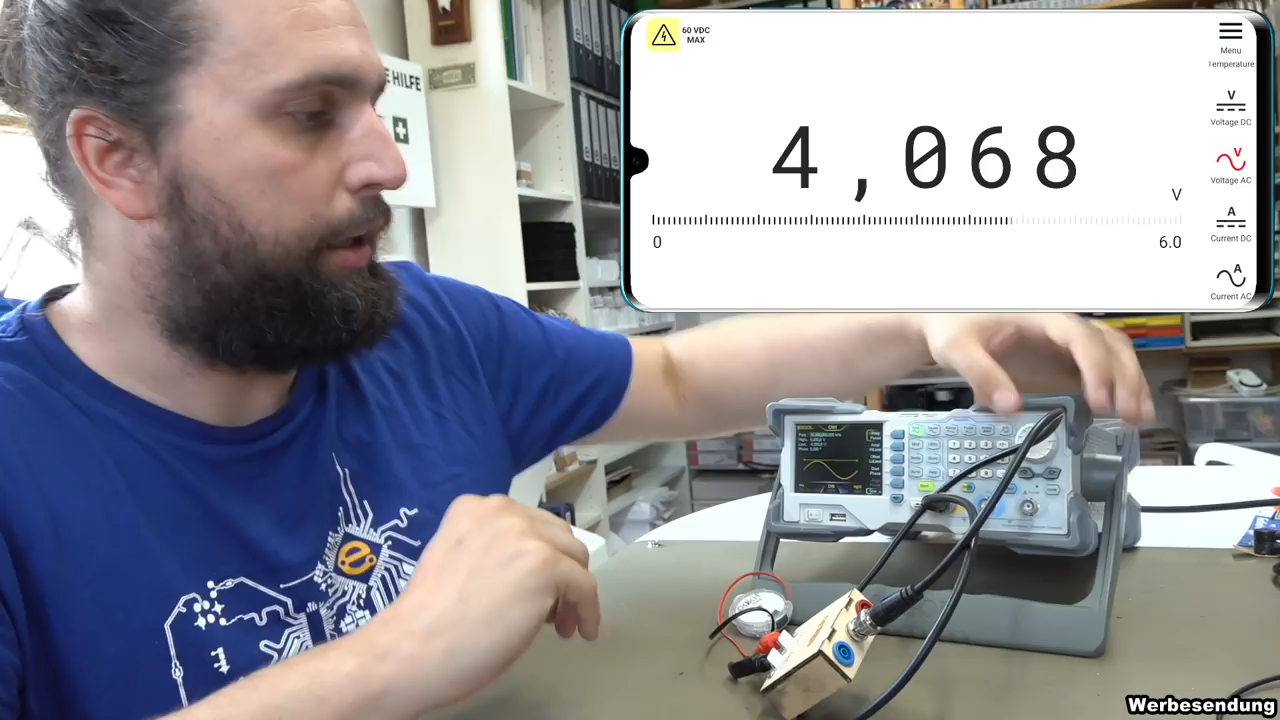 E HILFE
60 VDC
MAX
4,068
V
0
6.0
Menu
Temperature
V
Voltage DC
V
Voltage AC
A
Current DC
A
Current AC
e
Werbesendung